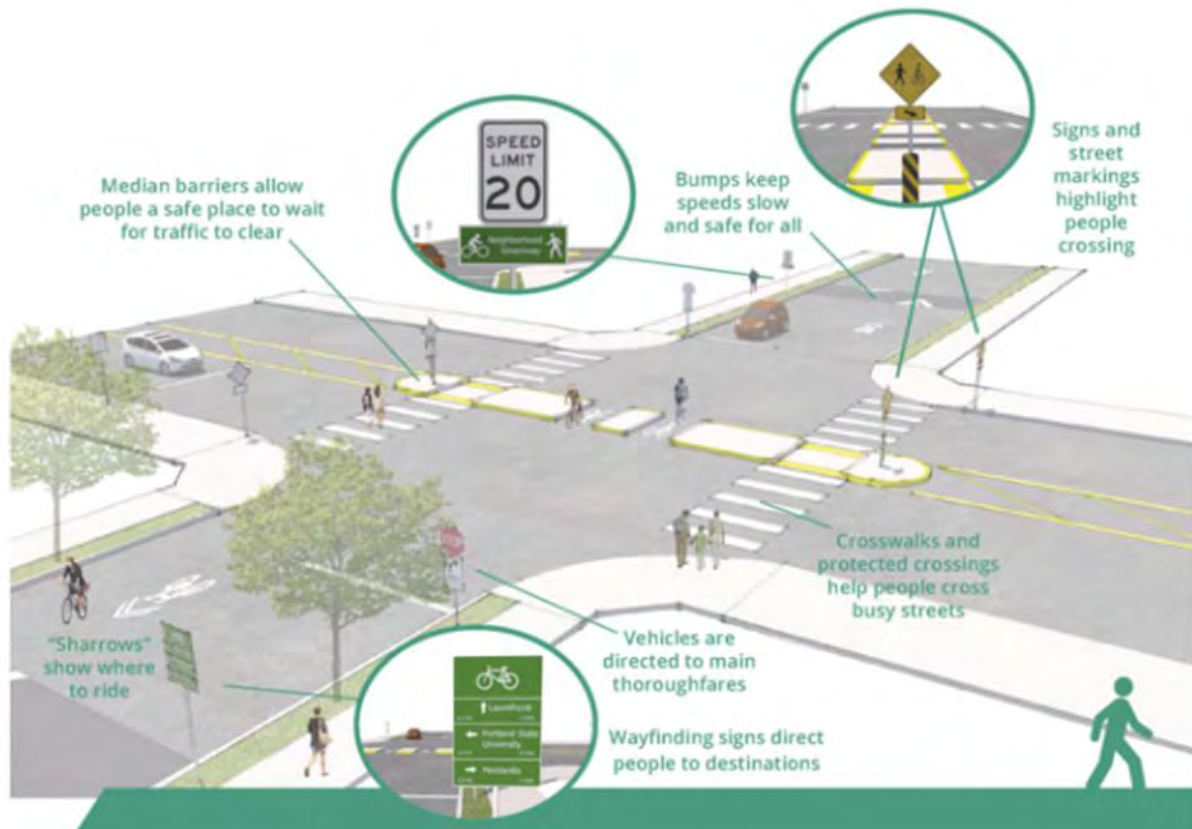 Median barriers allow
people a safe place to wait
for traffic to clear
SPEED
LIMIT
20
Neighborhood
Greenway
Bumps keep
speeds slow
and safe for all
Signs and
street
markings
highlight
people
crossing
Crosswalks and
protected crossings
help people cross
busy streets
"Sharrows"
show where
to ride
Vehicles are
directed to main
thoroughfares
Portland State
University
Montavilla
Wayfinding signs direct
people to destinations